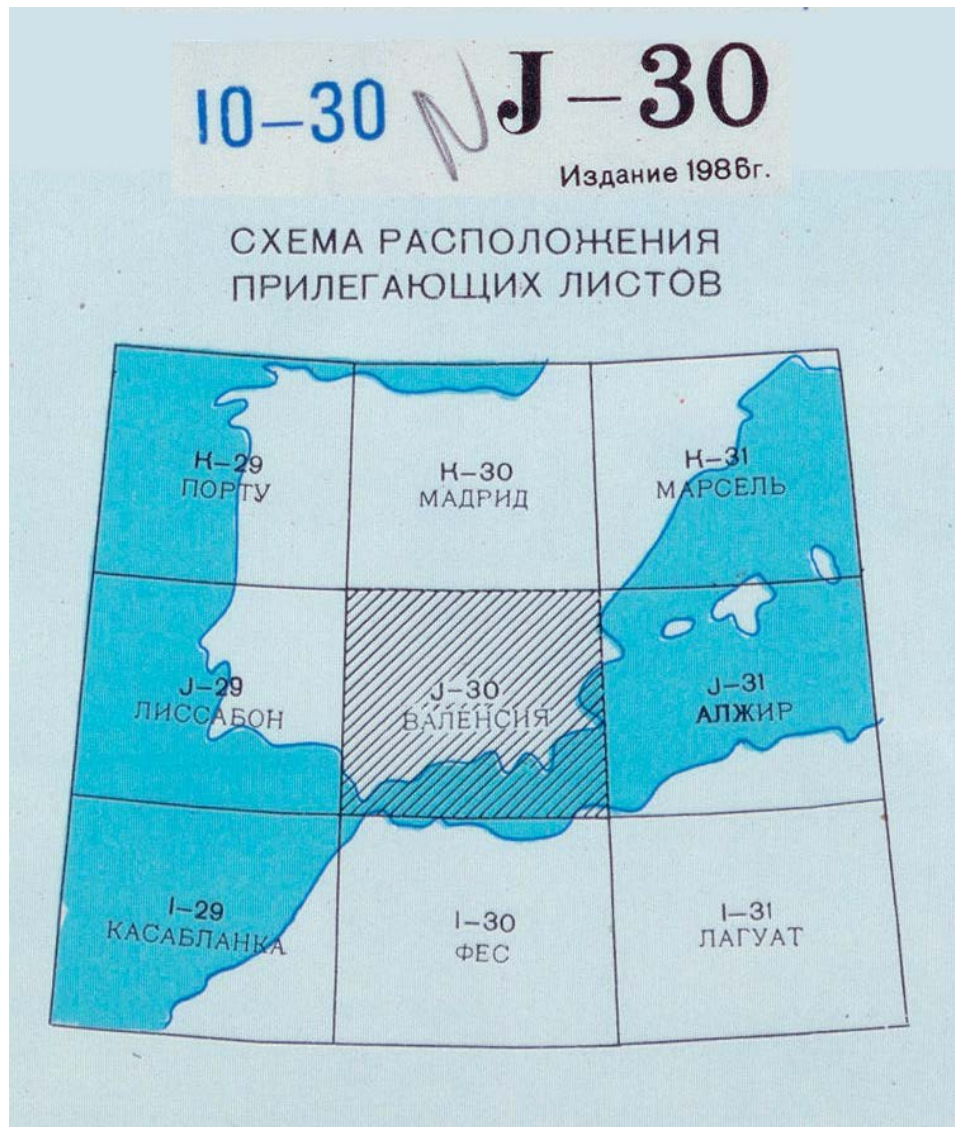 10–30 N J–30
Издание 1986г.
СХЕМА РАСПОЛОЖЕНИЯ
ПРИЛЕГАЮЩИХ ЛИСТОВ
К–29
ПОРТУ
К–30
МАДРИД
К–31
МАРСЕЛЬ
J–29
ЛИССАБОН
J–30
ВАЛЕНСИЯ
J–31
АЛЖИР
I–29
КАСАБЛАНКА
I–30
ФЕС
I–31
ЛАГУАТ